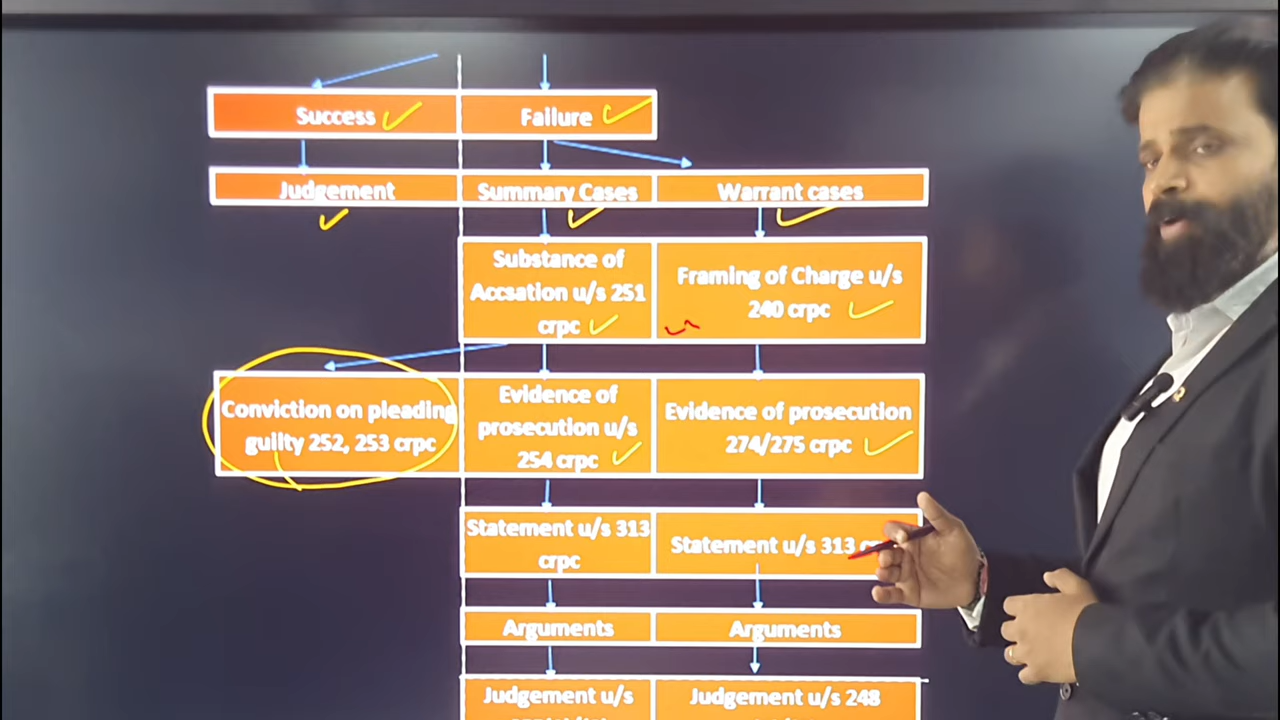 Success
Failure
Judgement
Summary Cases
Warrant cases
Substance of
Accsation u/s 251
crpc
Framing of Charge u/s
240 crpc
Conviction on pleading
guilty 252, 253 crpc
Evidence of
prosecution u/s
254 crpc
Evidence of prosecution
274/275 crpc
Statement u/s 313
crpc
Statement u/s 313
Arguments
Arguments
Judgement u/s
Judgement u/s 248